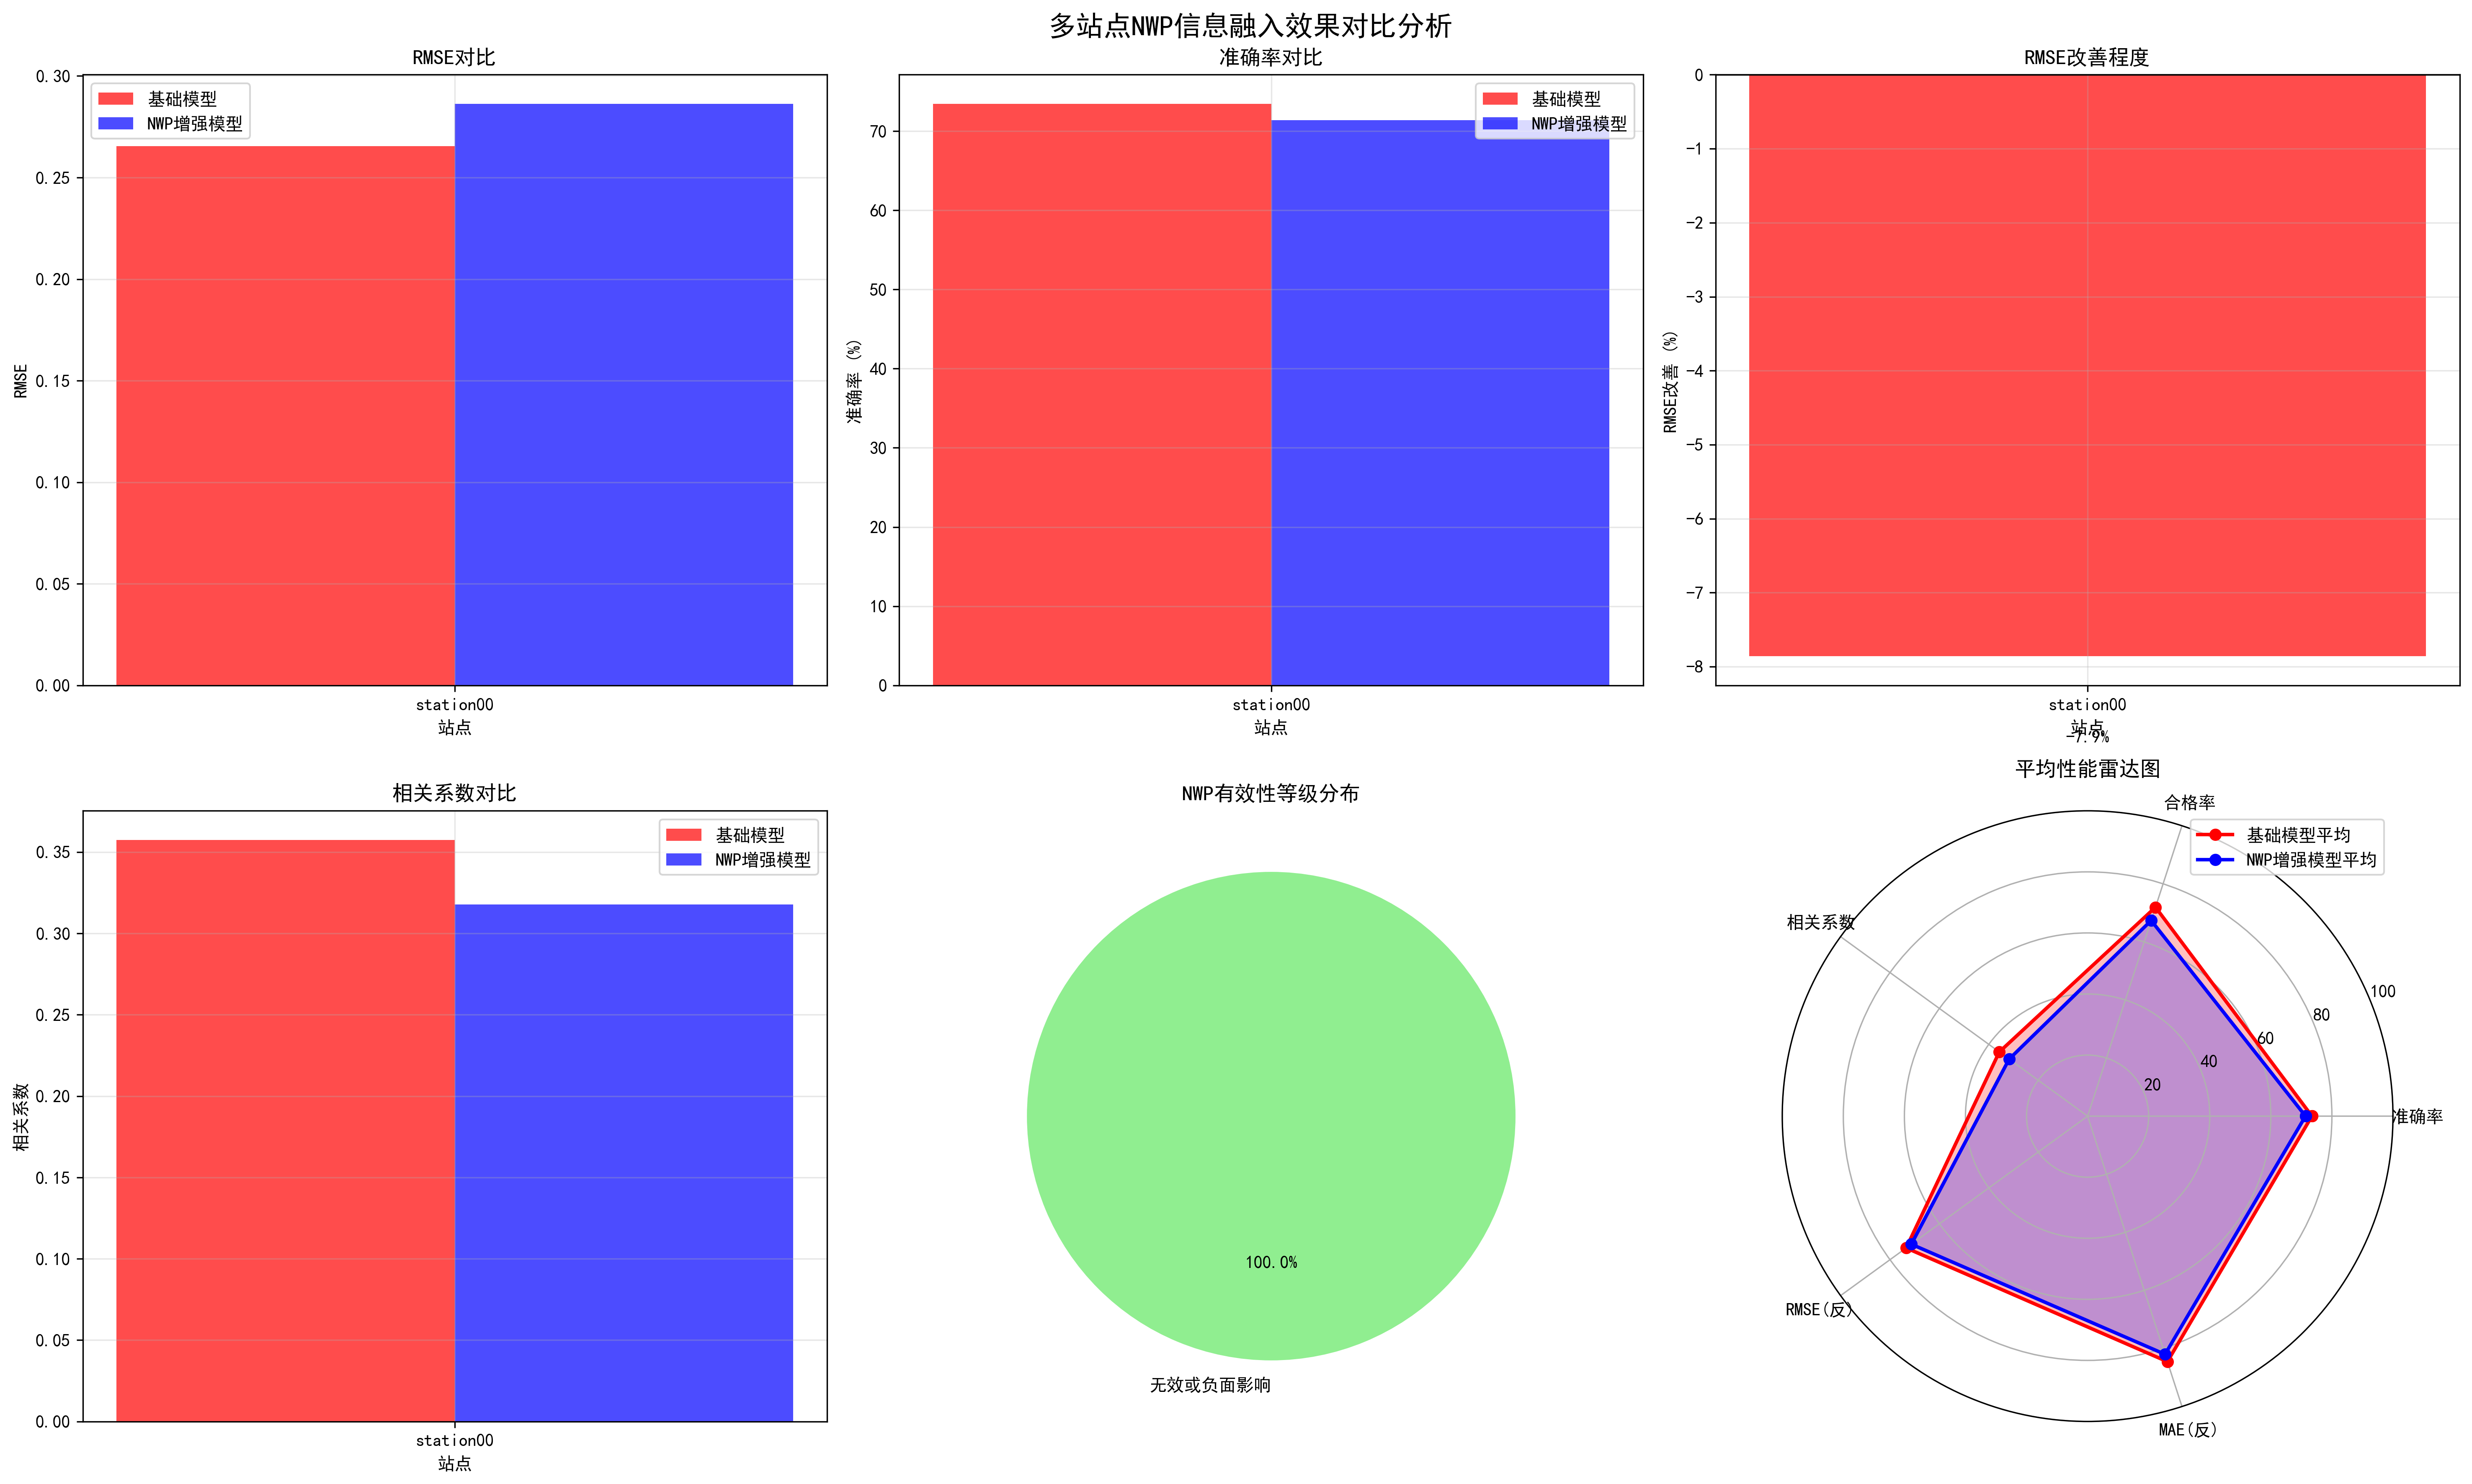 多站点NWP信息融入效果对比分析
RMSE对比
0.30
0.25
0.20
0.15
0.10
0.05
0.00
RMSE
基础模型
NWP增强模型
station00
站点
准确率对比
70
60
50
40
30
20
10
0
准确率 (%)
基础模型
NWP增强模型
station00
站点
RMSE改善程度
0
-1
-2
-3
-4
-5
-6
-7
-8
RMSE改善 (%)
station00
站点
-7.9%
相关系数对比
0.35
0.30
0.25
0.20
0.15
0.10
0.05
0.00
相关系数
基础模型
NWP增强模型
station00
站点
NWP有效性等级分布
100.0%
无效或负面影响
平均性能雷达图
合格率
基础模型平均
NWP增强模型平均
相关系数
100
80
60
40
20
准确率
RMSE(反)
MAE(反)